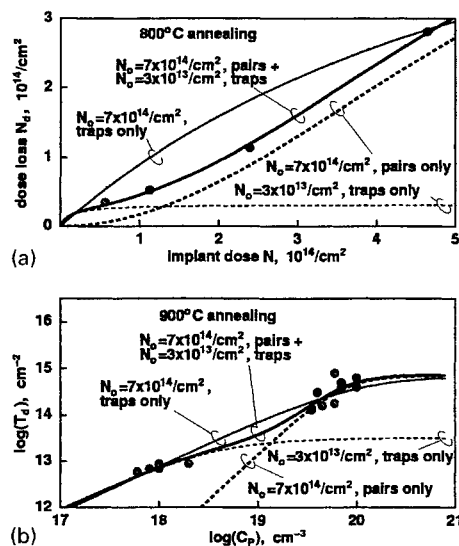 800°C annealing
N₀=7x10¹⁴/cm², pairs +
N₀=3x10¹³/cm², traps
N₀=7x10¹⁴/cm²,
traps only
N₀=7x10¹⁴/cm², pairs only
N₀=3x10¹³/cm², traps only
dose loss N_d, 10¹⁴/cm²
3
2
1
0
1
2
3
4
5
Implant dose N, 10¹⁴/cm²
(a)
900°C annealing
N₀=7x10¹⁴/cm², pairs +
N₀=3x10¹³/cm², traps
N₀=7x10¹⁴/cm²,
traps only
N₀=3x10¹³/cm², traps only
N₀=7x10¹⁴/cm², pairs only
log(T_d), cm⁻²
16
15
14
13
12
17
18
19
20
21
log(C_P), cm⁻³
(b)